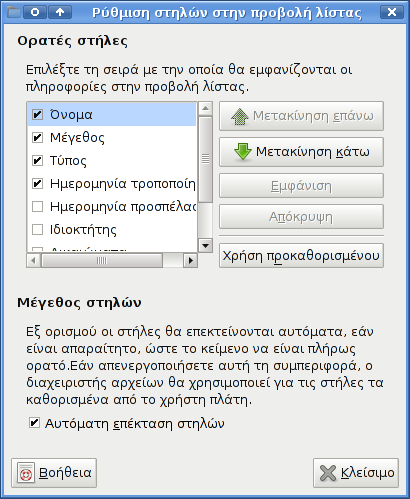 Ρύθμιση στηλών στην προβολή λίστας
Ορατές στήλες
Επιλέξτε τη σειρά με την οποία θα εμφανίζονται οι
πληροφορίες στην προβολή λίστας.
Όνομα
Μέγεθος
Τύπος
Ημερομηνία τροποποίη
Ημερομηνία προσπέλας
Ιδιοκτήτης
Μετακίνηση επάνω
Μετακίνηση κάτω
Εμφάνιση
Απόκρυψη
Χρήση προκαθορισμένου
Μέγεθος στηλών
Εξ ορισμού οι στήλες θα επεκτείνονται αυτόματα, εάν
είναι απαραίτητο, ώστε το κείμενο να είναι πλήρως
ορατό.Εάν απενεργοποιήσετε αυτή τη συμπεριφορά, ο
διαχειριστής αρχείων θα χρησιμοποιεί για τις στήλες τα
καθορισμένα από το χρήστη πλάτη.
Αυτόματη επέκταση στηλών
Βοήθεια
Κλείσιμο